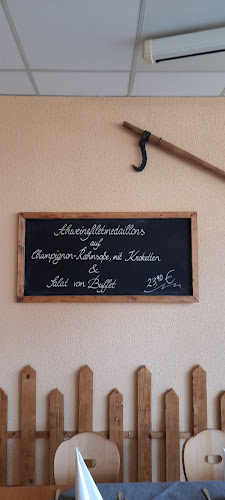 Schweinefiletmedaillons
auf
Champignon-Rahmsoße, mit Kroketten
&
Salat vom Buffet 23,90 €